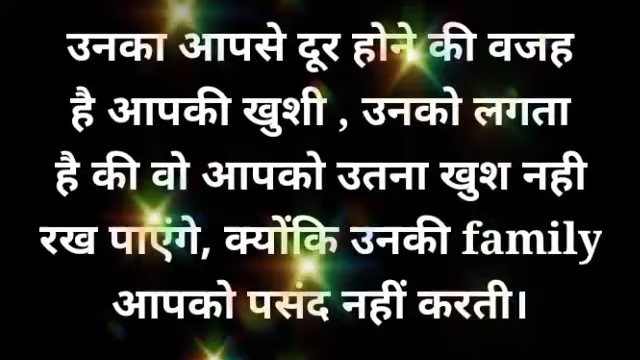 उनका आपसे दूर होने की वजह
है आपकी खुशी , उनको लगता
है की वो आपको उतना खुश नही
रख पाएंगे, क्योंकि उनकी family
आपको पसंद नहीं करती।